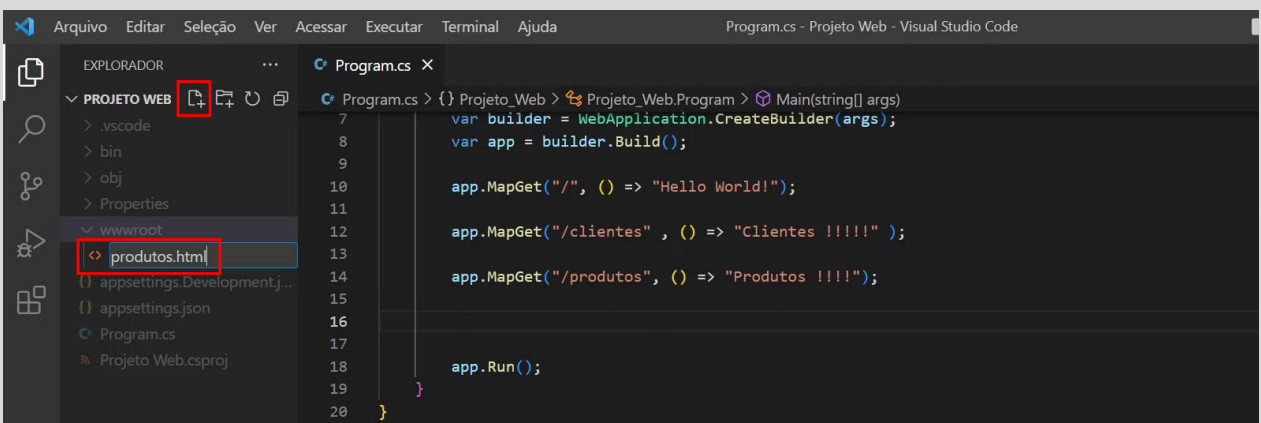 Arquivo Editar Seleção Ver Acessar Executar Terminal Ajuda Program.cs - Projeto Web - Visual Studio Code
EXPLORADOR ...
PROJETO WEB
> .vscode
> bin
> obj
> Properties
wwwroot
<> produtos.html
{} appsettings.Development.j...
{} appsettings.json
C# Program.cs
Projeto Web.csproj
C# Program.cs ×
C# Program.cs > {} Projeto_Web > Projeto_Web.Program > Main(string[] args)
7 var builder = WebApplication.CreateBuilder(args);
8 var app = builder.Build();
9
10 app.MapGet("/", () => "Hello World!");
11
12 app.MapGet("/clientes" , () => "Clientes !!!!!" );
13
14 app.MapGet("/produtos", () => "Produtos !!!!");
15
16
17
18 app.Run();
19 }
20 }